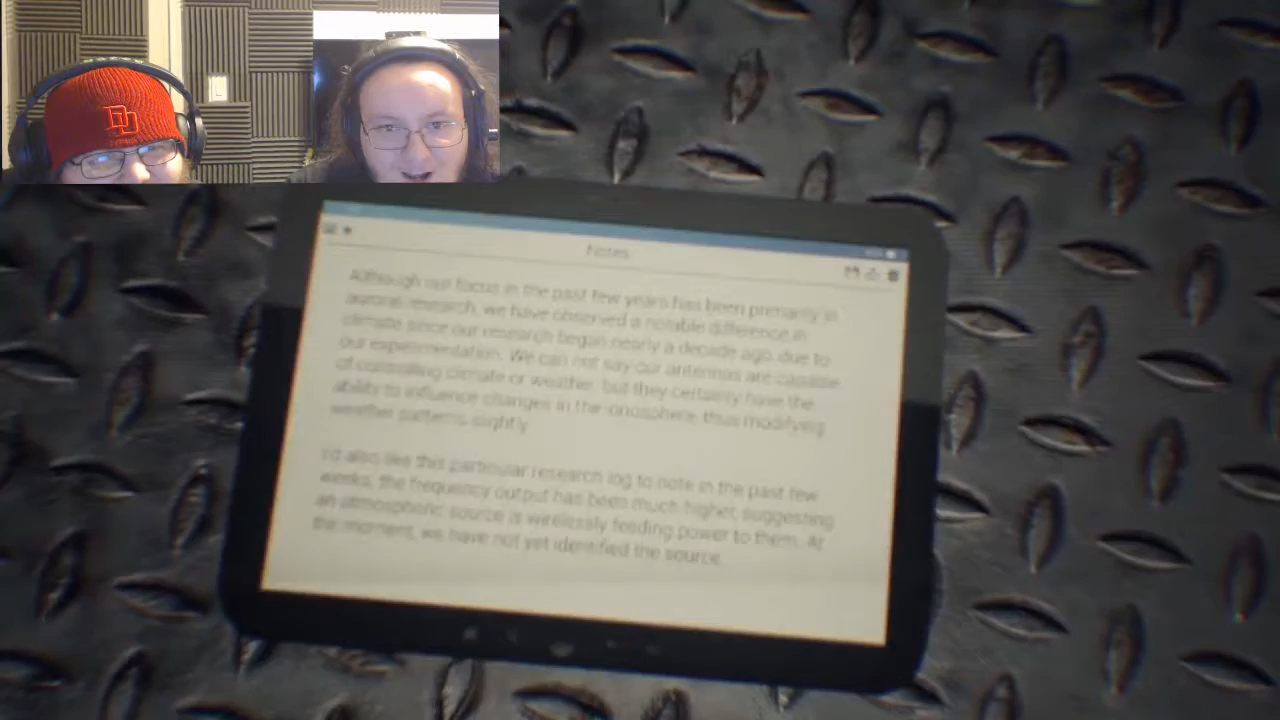 DD
Notes
Although our focus in the past few years has been primarily in
auroral research, we have observed a notable difference in
climate since our research began nearly a decade ago, due to
our experimentation. We can not say our antennas are capable
of controlling climate or weather, but they certainly have the
ability to influence changes in the ionosphere, thus modifying
weather patterns slightly.
I'd also like this particular research log to note in the past few
weeks, the frequency output has been much higher, suggesting
an atmospheric source is wirelessly feeding power to them. At
the moment, we have not yet identified the source.